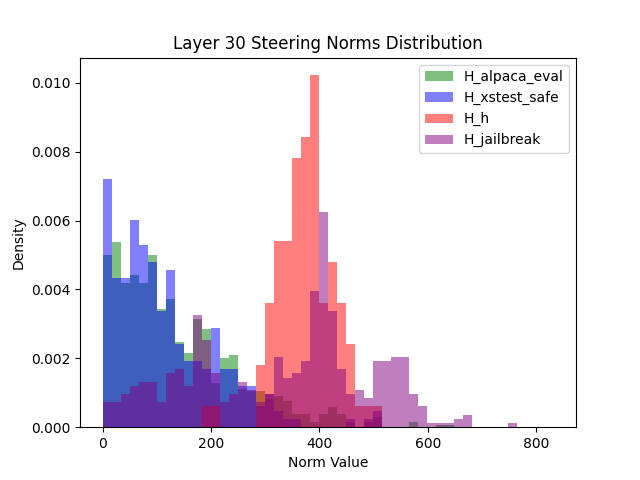 Layer 30 Steering Norms Distribution
H_alpaca_eval
H_xstest_safe
H_h
H_jailbreak
0.010
0.008
0.006
0.004
0.002
0.000
Density
0
200
400
600
800
Norm Value